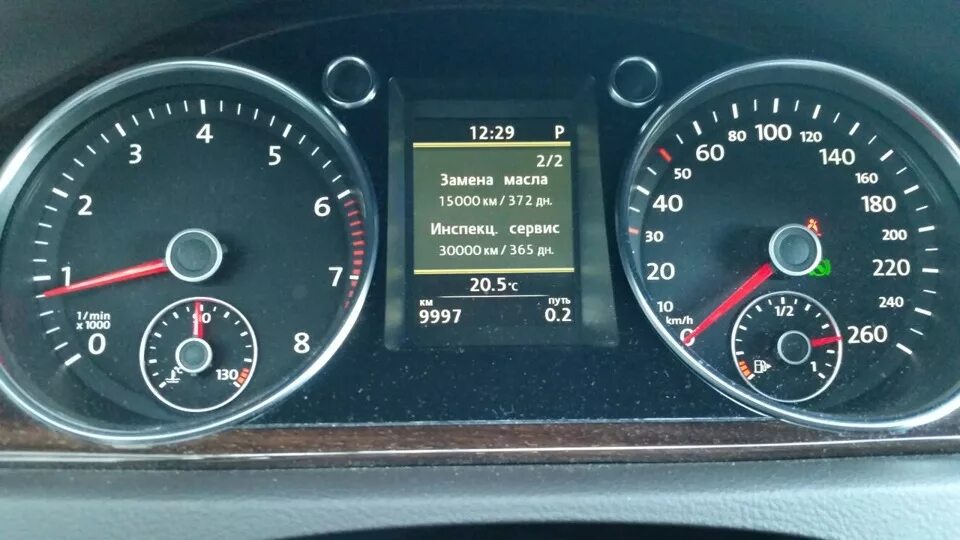 4
3
5
2
6
1
7
1/min
x 1000
0
8
90
°C
130
12:29 P
2/2
Замена масла
15000 км / 372 дн.
Инспекц. сервис
30000 км / 365 дн.
20.5 °C
км путь
9997 0.2
80 100 120
60 140
50 160
40 180
30 200
20 220
10 240
km/h
0 260
1/2
1